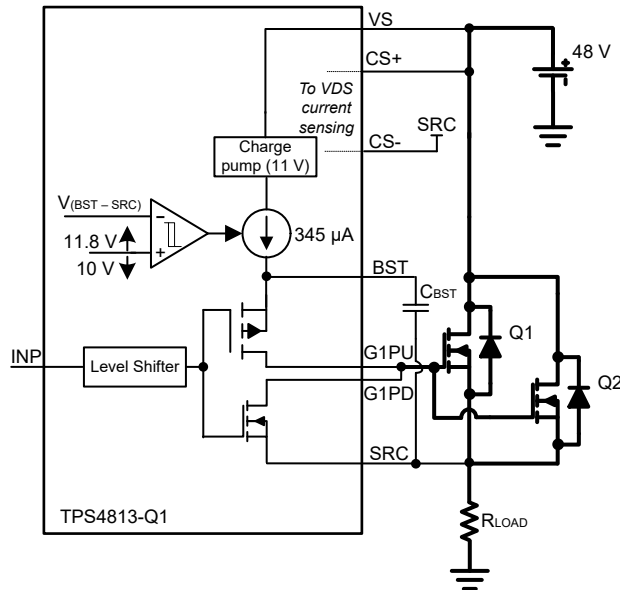 VS
CS+
48 V
To VDS
current
sensing
SRC
CS-
Charge
pump (11 V)
V(BST – SRC)
345 µA
11.8 V
10 V
BST
CBST
Q1
INP
Level Shifter
G1PU
G1PD
Q2
SRC
TPS4813-Q1
RLOAD